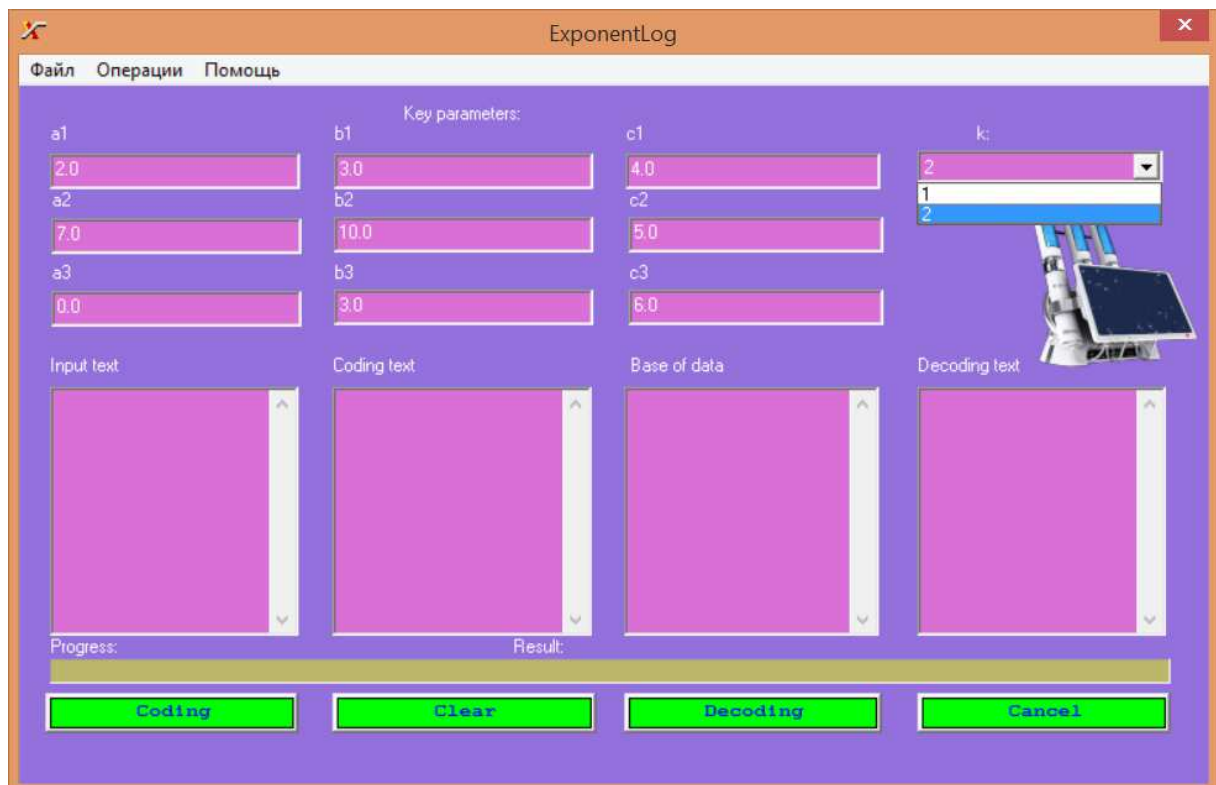 ExponentLog
Файл Операции Помощь
Key parameters:
a1 b1 c1 k:
2.0 3.0 4.0 2
a2 b2 c2 1
7.0 10.0 5.0 2
a3 b3 c3
0.0 3.0 6.0
Input text Coding text Base of data Decoding text
Progress: Result:
Coding Clear Decoding Cancel